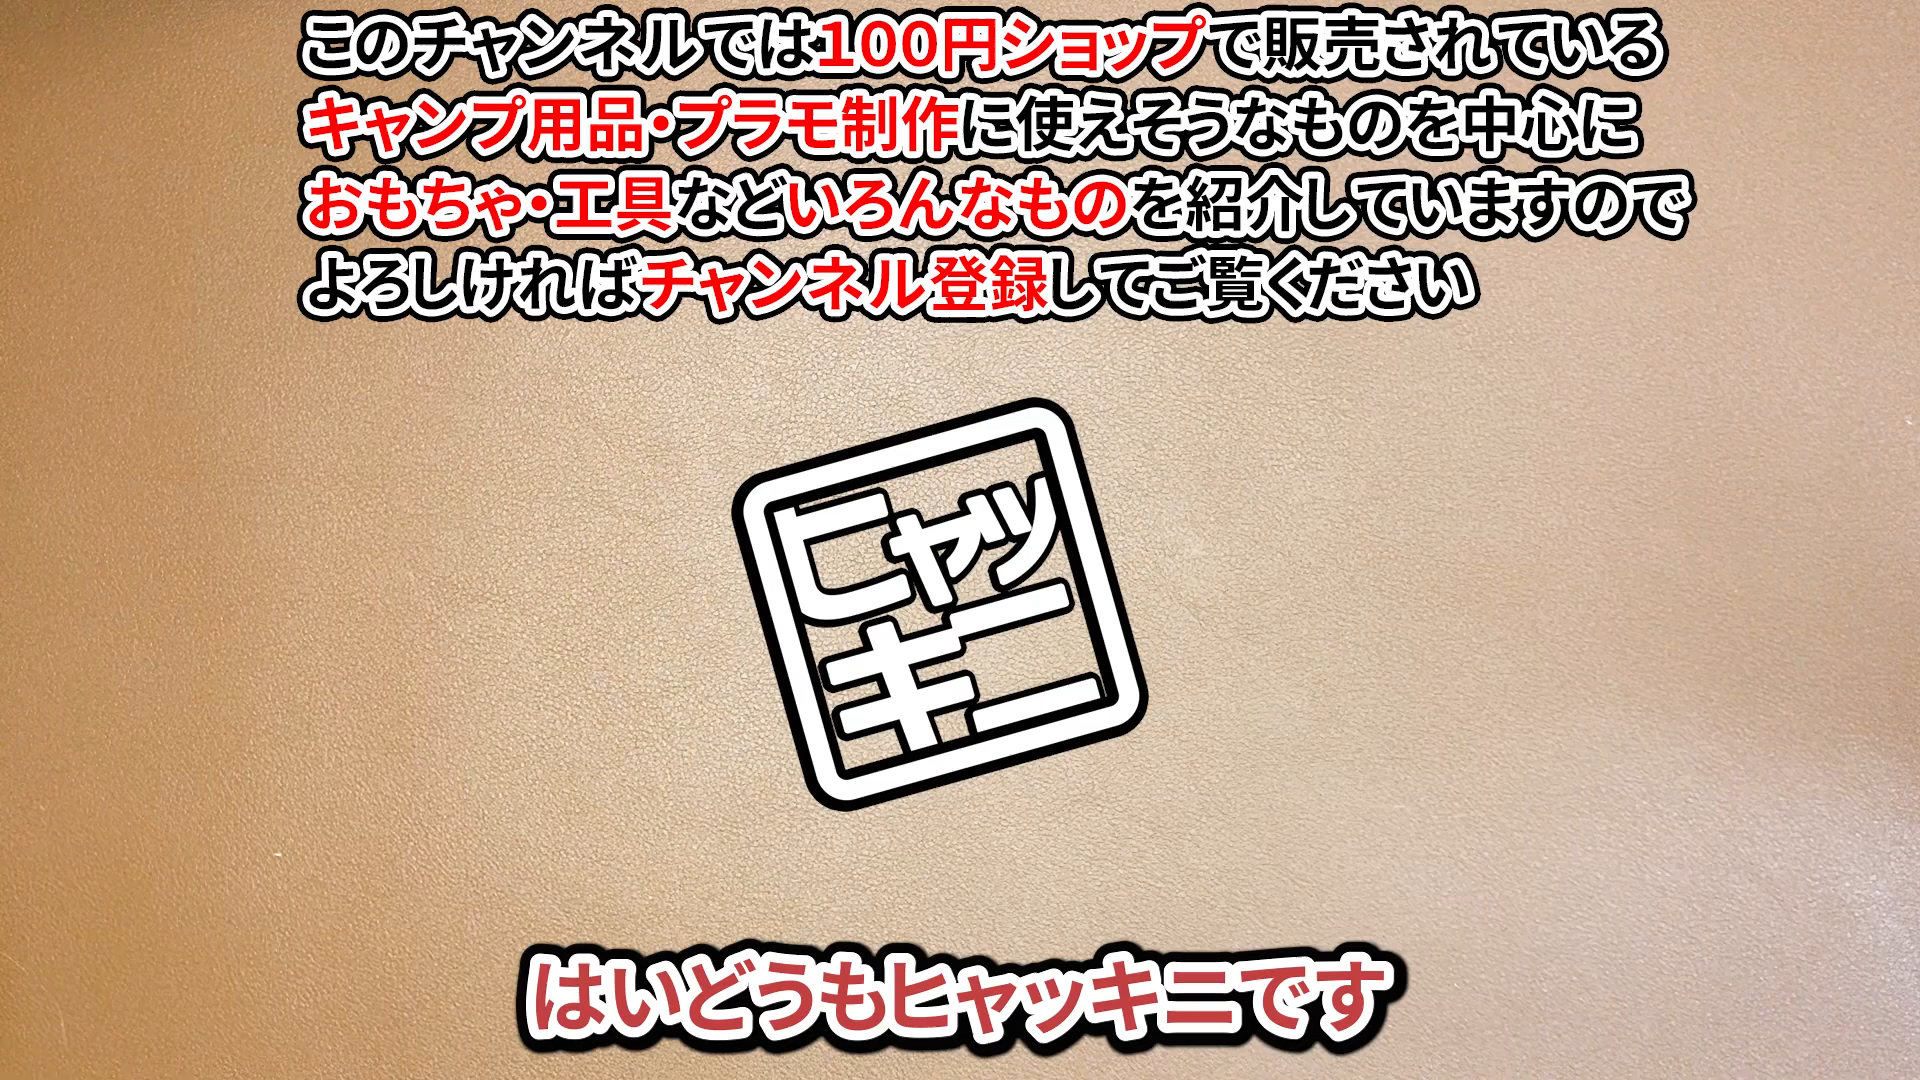 このチャンネルでは100円ショップで販売されている
キャンプ用品・プラモ制作に使えそうなものを中心に
おもちゃ・工具などいろんなものを紹介していますので
よろしければチャンネル登録してご覧ください
ヒャッ
キニ
はいどうもヒャッキニです